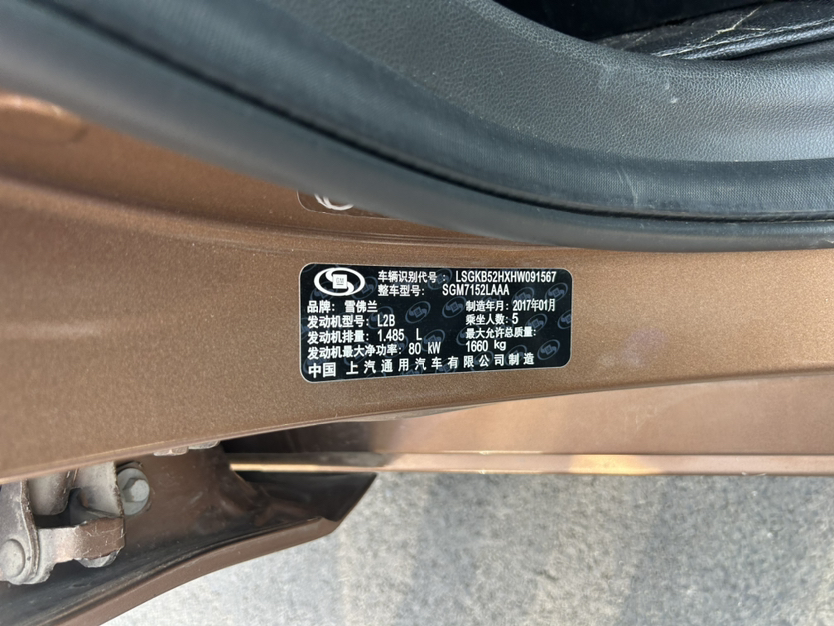 车辆识别代号: LSGKB52HXHW091567
整车型号: SGM7152LAAA
品牌: 雪佛兰 制造年月: 2017年01月
发动机型号: L2B 乘坐人数: 5
发动机排量: 1.485 L 最大允许总质量:
发动机最大净功率: 80 kW 1660 kg
中国 上汽通用汽车有限公司制造